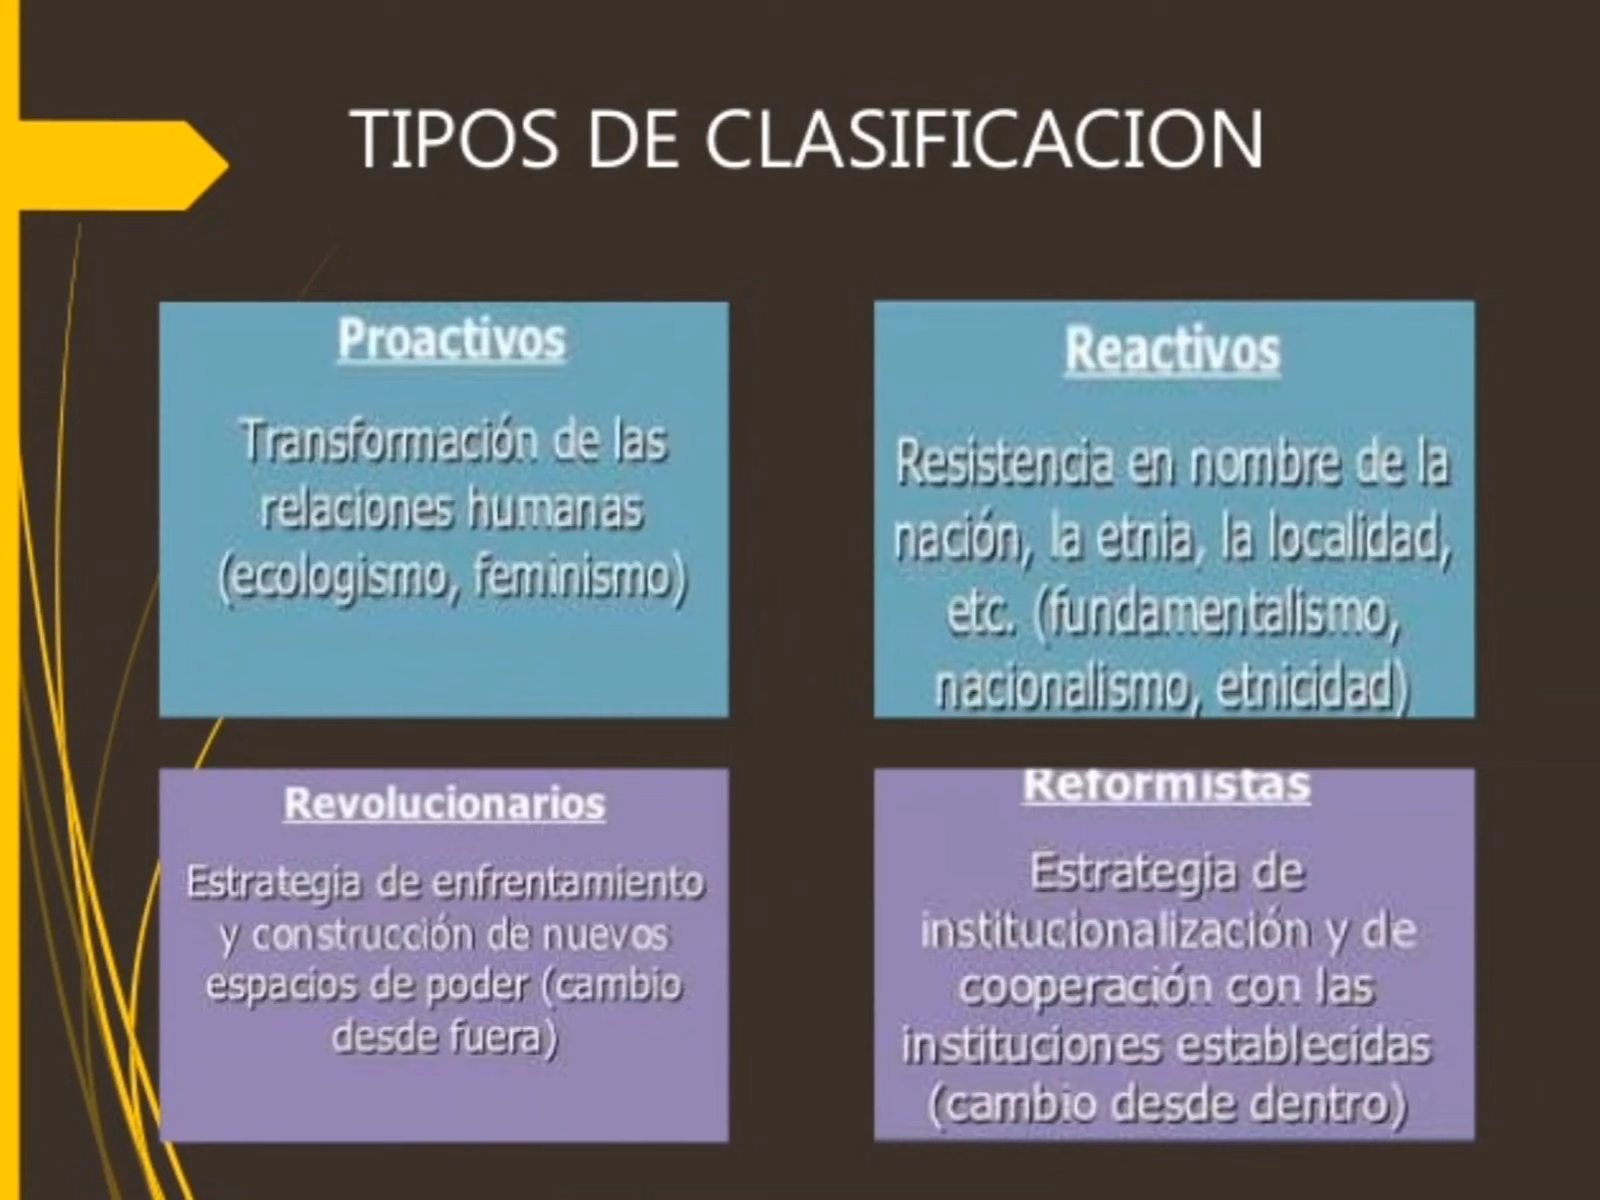 TIPOS DE CLASIFICACION
Proactivos
Transformación de las
relaciones humanas
(ecologismo, feminismo)
Reactivos
Resistencia en nombre de la
nación, la etnia, la localidad,
etc. (fundamentalismo,
nacionalismo, etnicidad)
Revolucionarios
Estrategia de enfrentamiento
y construcción de nuevos
espacios de poder (cambio
desde fuera)
Reformistas
Estrategia de
institucionalización y de
cooperación con las
instituciones establecidas
(cambio desde dentro)